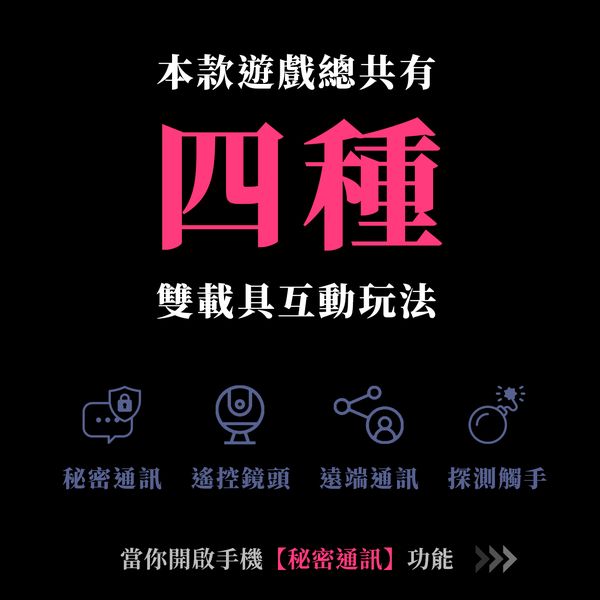 本款遊戲總共有
四種
雙載具互動玩法
秘密通訊 遙控鏡頭 遠端通訊 探測觸手
當你開啟手機【秘密通訊】功能